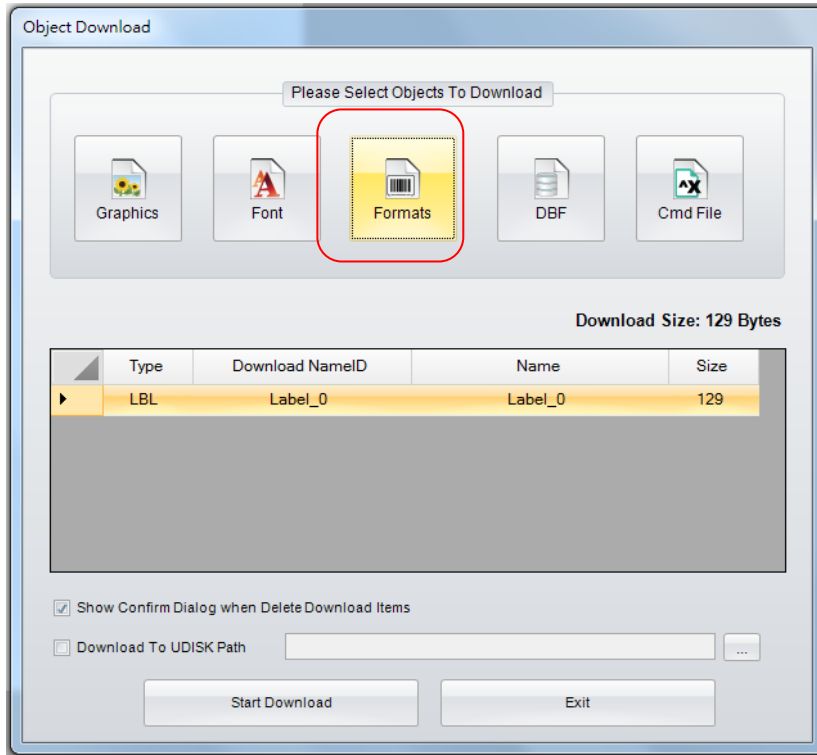 Object Download
Please Select Objects To Download
Graphics Font Formats DBF Cmd File
Download Size: 129 Bytes
Type Download NameID Name Size
LBL Label_0 Label_0 129
Show Confirm Dialog when Delete Download Items
Download To UDISK Path ...
Start Download Exit